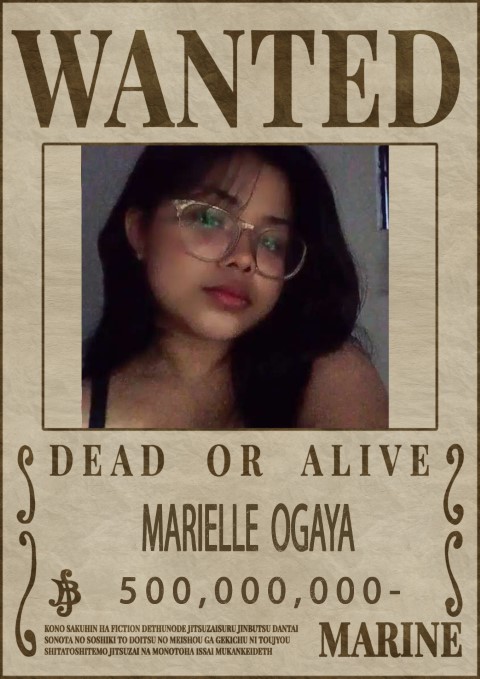 WANTED
DEAD OR ALIVE
MARIELLE OGAYA
500,000,000-
KONO SAKUHIN HA FICTION DETHUNODE JITSUZAISURU JINBUTSU DANTAI
SONOTA NO SOSHIKI TO DOITSU NO MEISHOU GA GEKICHU NI TOUJYOU
SHITATOSHITEMO JITSUZAI NA MONOTOHA ISSAI MUKANKEIDETH
MARINE